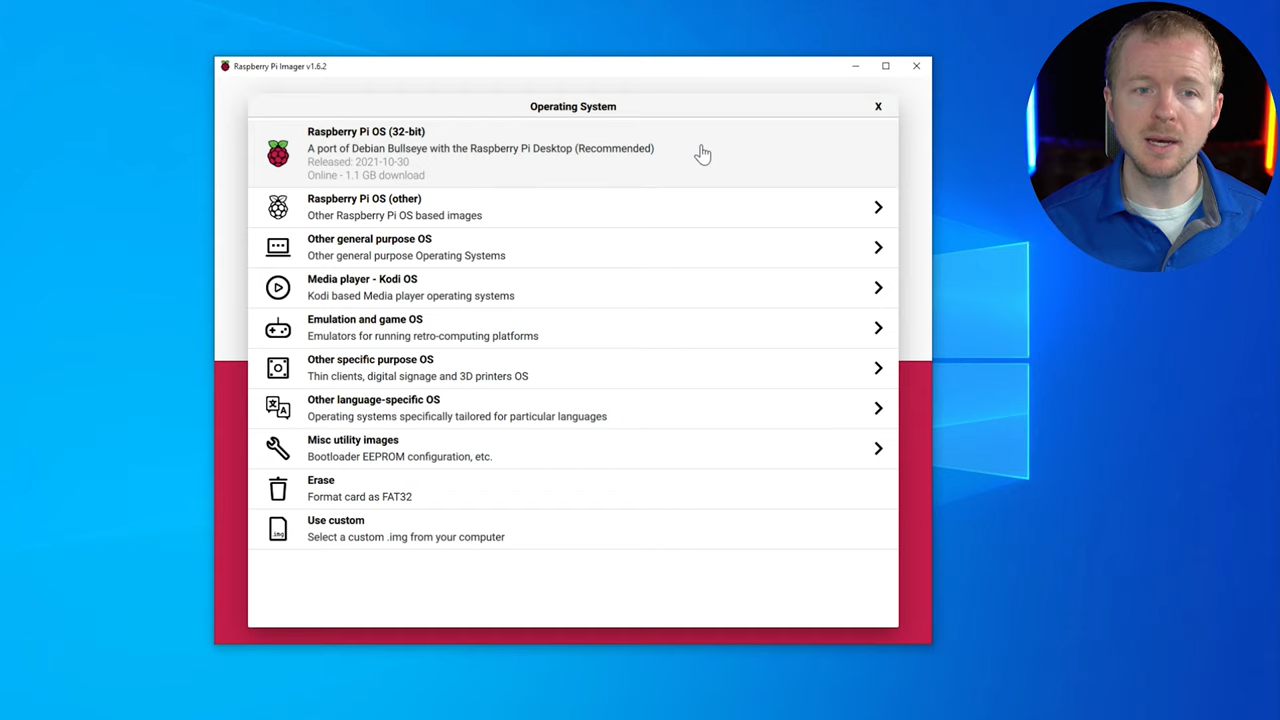 Raspberry Pi Imager v1.6.2
Operating System
X
Raspberry Pi OS (32-bit)
A port of Debian Bullseye with the Raspberry Pi Desktop (Recommended)
Released: 2021-10-30
Online - 1.1 GB download
Raspberry Pi OS (other)
Other Raspberry Pi OS based images
Other general purpose OS
Other general purpose Operating Systems
Media player - Kodi OS
Kodi based Media player operating systems
Emulation and game OS
Emulators for running retro-computing platforms
Other specific purpose OS
Thin clients, digital signage and 3D printers OS
Other language-specific OS
Operating systems specifically tailored for particular languages
Misc utility images
Bootloader EEPROM configuration, etc.
Erase
Format card as FAT32
Use custom
.img
Select a custom .img from your computer